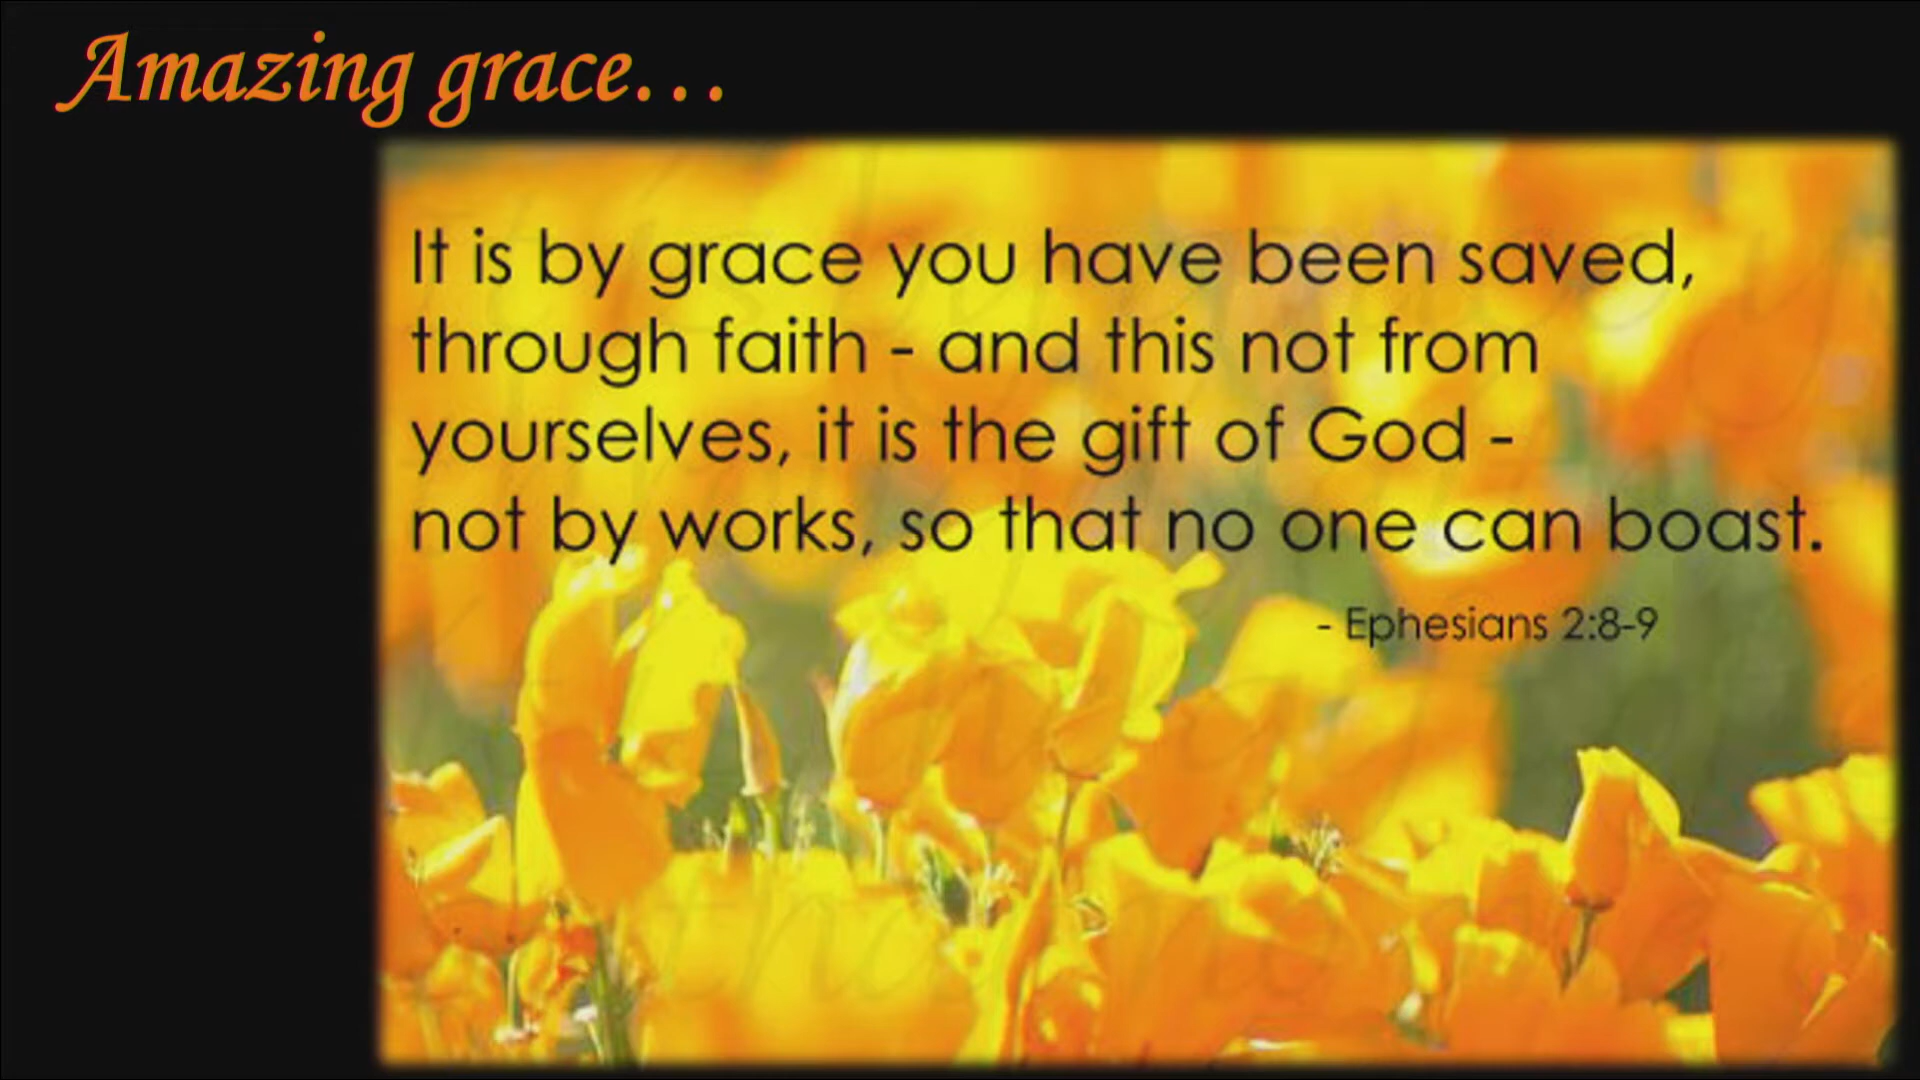 Amazing grace...
It is by grace you have been saved,
through faith - and this not from
yourselves, it is the gift of God -
not by works, so that no one can boast.
- Ephesians 2:8-9